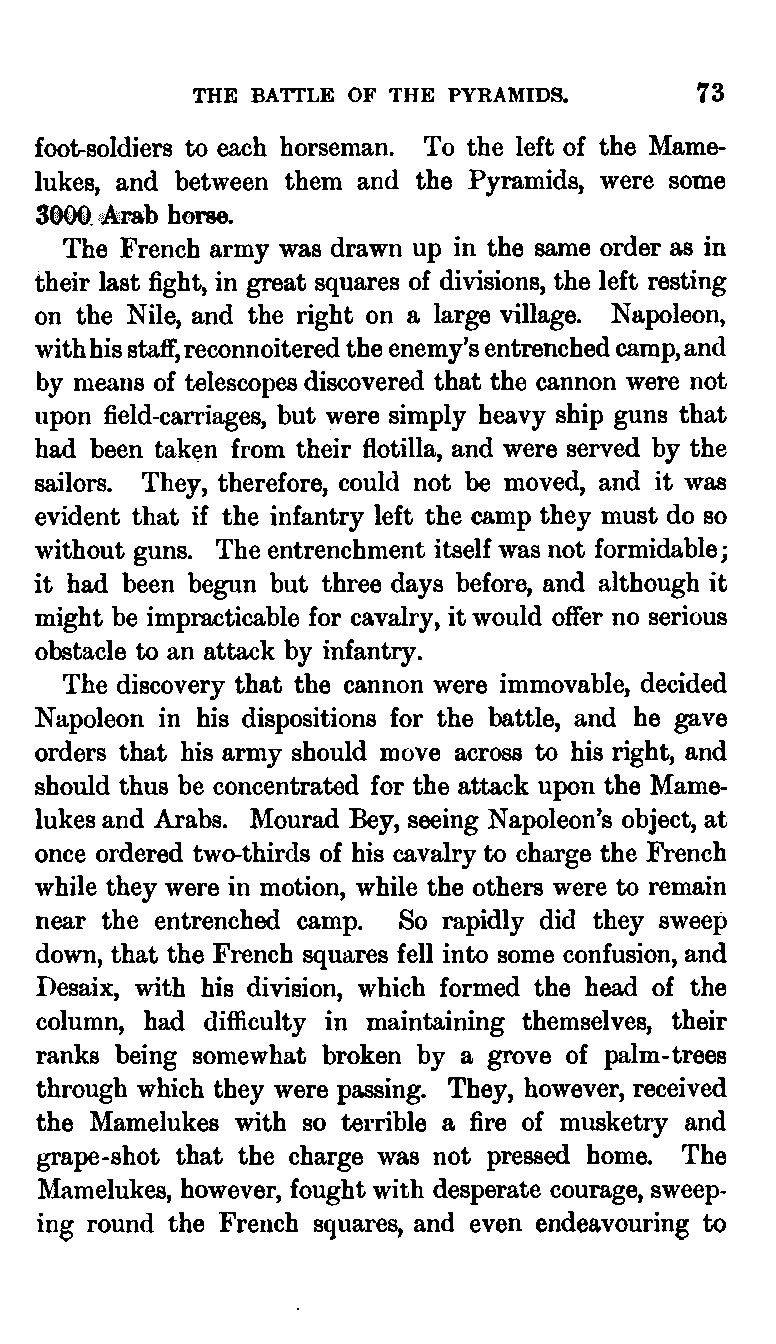 THE BATTLE OF THE PYRAMIDS. 73
foot-soldiers to each horseman. To the left of the Mame-
lukes, and between them and the Pyramids, were some
3000 Arab horse.
The French army was drawn up in the same order as in
their last fight, in great squares of divisions, the left resting
on the Nile, and the right on a large village. Napoleon,
with his staff, reconnoitered the enemy's entrenched camp, and
by means of telescopes discovered that the cannon were not
upon field-carriages, but were simply heavy ship guns that
had been taken from their flotilla, and were served by the
sailors. They, therefore, could not be moved, and it was
evident that if the infantry left the camp they must do so
without guns. The entrenchment itself was not formidable;
it had been begun but three days before, and although it
might be impracticable for cavalry, it would offer no serious
obstacle to an attack by infantry.
The discovery that the cannon were immovable, decided
Napoleon in his dispositions for the battle, and he gave
orders that his army should move across to his right, and
should thus be concentrated for the attack upon the Mame-
lukes and Arabs. Mourad Bey, seeing Napoleon's object, at
once ordered two-thirds of his cavalry to charge the French
while they were in motion, while the others were to remain
near the entrenched camp. So rapidly did they sweep
down, that the French squares fell into some confusion, and
Desaix, with his division, which formed the head of the
column, had difficulty in maintaining themselves, their
ranks being somewhat broken by a grove of palm-trees
through which they were passing. They, however, received
the Mamelukes with so terrible a fire of musketry and
grape-shot that the charge was not pressed home. The
Mamelukes, however, fought with desperate courage, sweep-
ing round the French squares, and even endeavouring to